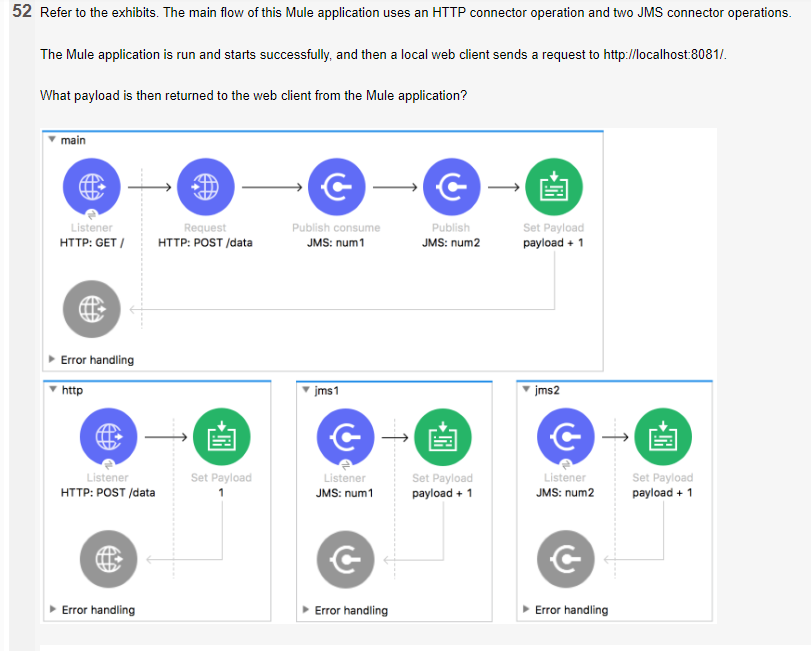 52 Refer to the exhibits. The main flow of this Mule application uses an HTTP connector operation and two JMS connector operations.
The Mule application is run and starts successfully, and then a local web client sends a request to http://localhost:8081/.
What payload is then returned to the web client from the Mule application?
main
Listener Request Publish consume Publish Set Payload
HTTP: GET / HTTP: POST /data JMS: num1 JMS: num2 payload + 1
Error handling
http jms1 jms2
Listener Set Payload Listener Set Payload Listener Set Payload
HTTP: POST /data 1 JMS: num1 payload + 1 JMS: num2 payload + 1
Error handling Error handling Error handling